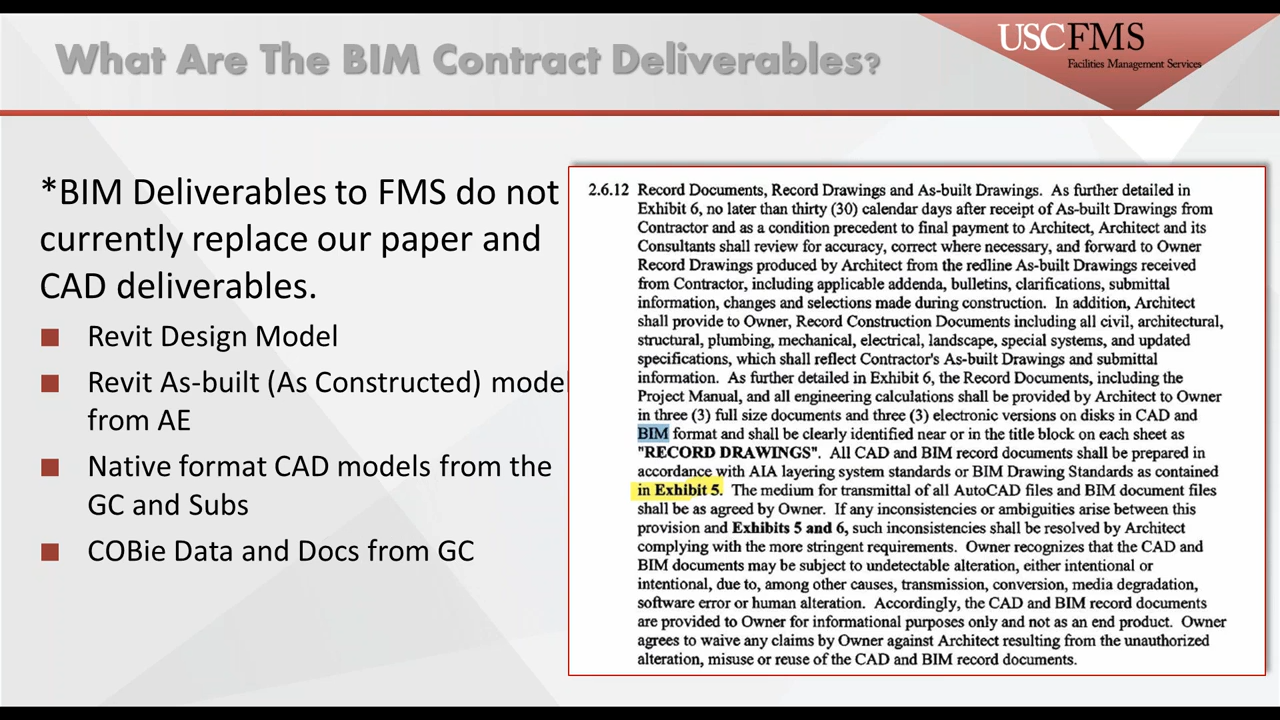 What Are The BIM Contract Deliverables?
USCFMS
Facilities Management Services
*BIM Deliverables to FMS do not
currently replace our paper and
CAD deliverables.
Revit Design Model
Revit As-built (As Constructed) model
from AE
Native format CAD models from the
GC and Subs
COBie Data and Docs from GC
2.6.12 Record Documents, Record Drawings and As-built Drawings. As further detailed in
Exhibit 6, no later than thirty (30) calendar days after receipt of As-built Drawings from
Contractor and as a condition precedent to final payment to Architect, Architect and its
Consultants shall review for accuracy, correct where necessary, and forward to Owner
Record Drawings produced by Architect from the redline As-built Drawings received
from Contractor, including applicable addenda, bulletins, clarifications, submittal
information, changes and selections made during construction. In addition, Architect
shall provide to Owner, Record Construction Documents including all civil, architectural,
structural, plumbing, mechanical, electrical, landscape, special systems, and updated
specifications, which shall reflect Contractor's As-built Drawings and submittal
information. As further detailed in Exhibit 6, the Record Documents, including the
Project Manual, and all engineering calculations shall be provided by Architect to Owner
in three (3) full size documents and three (3) electronic versions on disks in CAD and
BIM format and shall be clearly identified near or in the title block on each sheet as
"RECORD DRAWINGS". All CAD and BIM record documents shall be prepared in
accordance with AIA layering system standards or BIM Drawing Standards as contained
in Exhibit 5. The medium for transmittal of all AutoCAD files and BIM document files
shall be as agreed by Owner. If any inconsistencies or ambiguities arise between this
provision and Exhibits 5 and 6, such inconsistencies shall be resolved by Architect
complying with the more stringent requirements. Owner recognizes that the CAD and
BIM documents may be subject to undetectable alteration, either intentional or
intentional, due to, among other causes, transmission, conversion, media degradation,
software error or human alteration. Accordingly, the CAD and BIM record documents
are provided to Owner for informational purposes only and not as an end product. Owner
agrees to waive any claims by Owner against Architect resulting from the unauthorized
alteration, misuse or reuse of the CAD and BIM record documents.